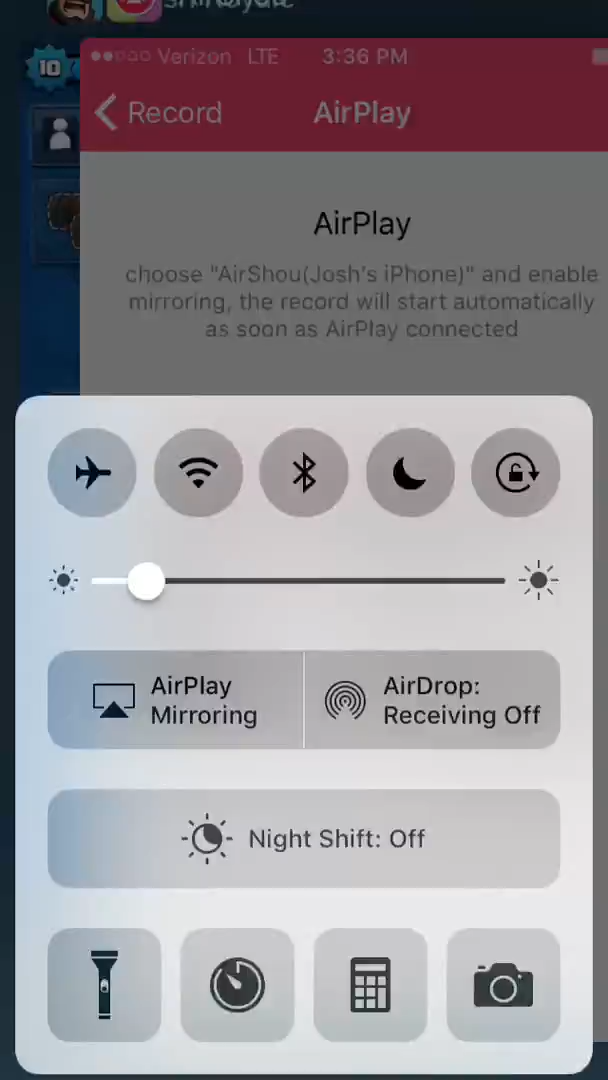 10
Verizon LTE 3:36 PM
Record AirPlay
AirPlay
choose "AirShou(Josh's iPhone)" and enable
mirroring, the record will start automatically
as soon as AirPlay connected
AirPlay
Mirroring
AirDrop:
Receiving Off
Night Shift: Off